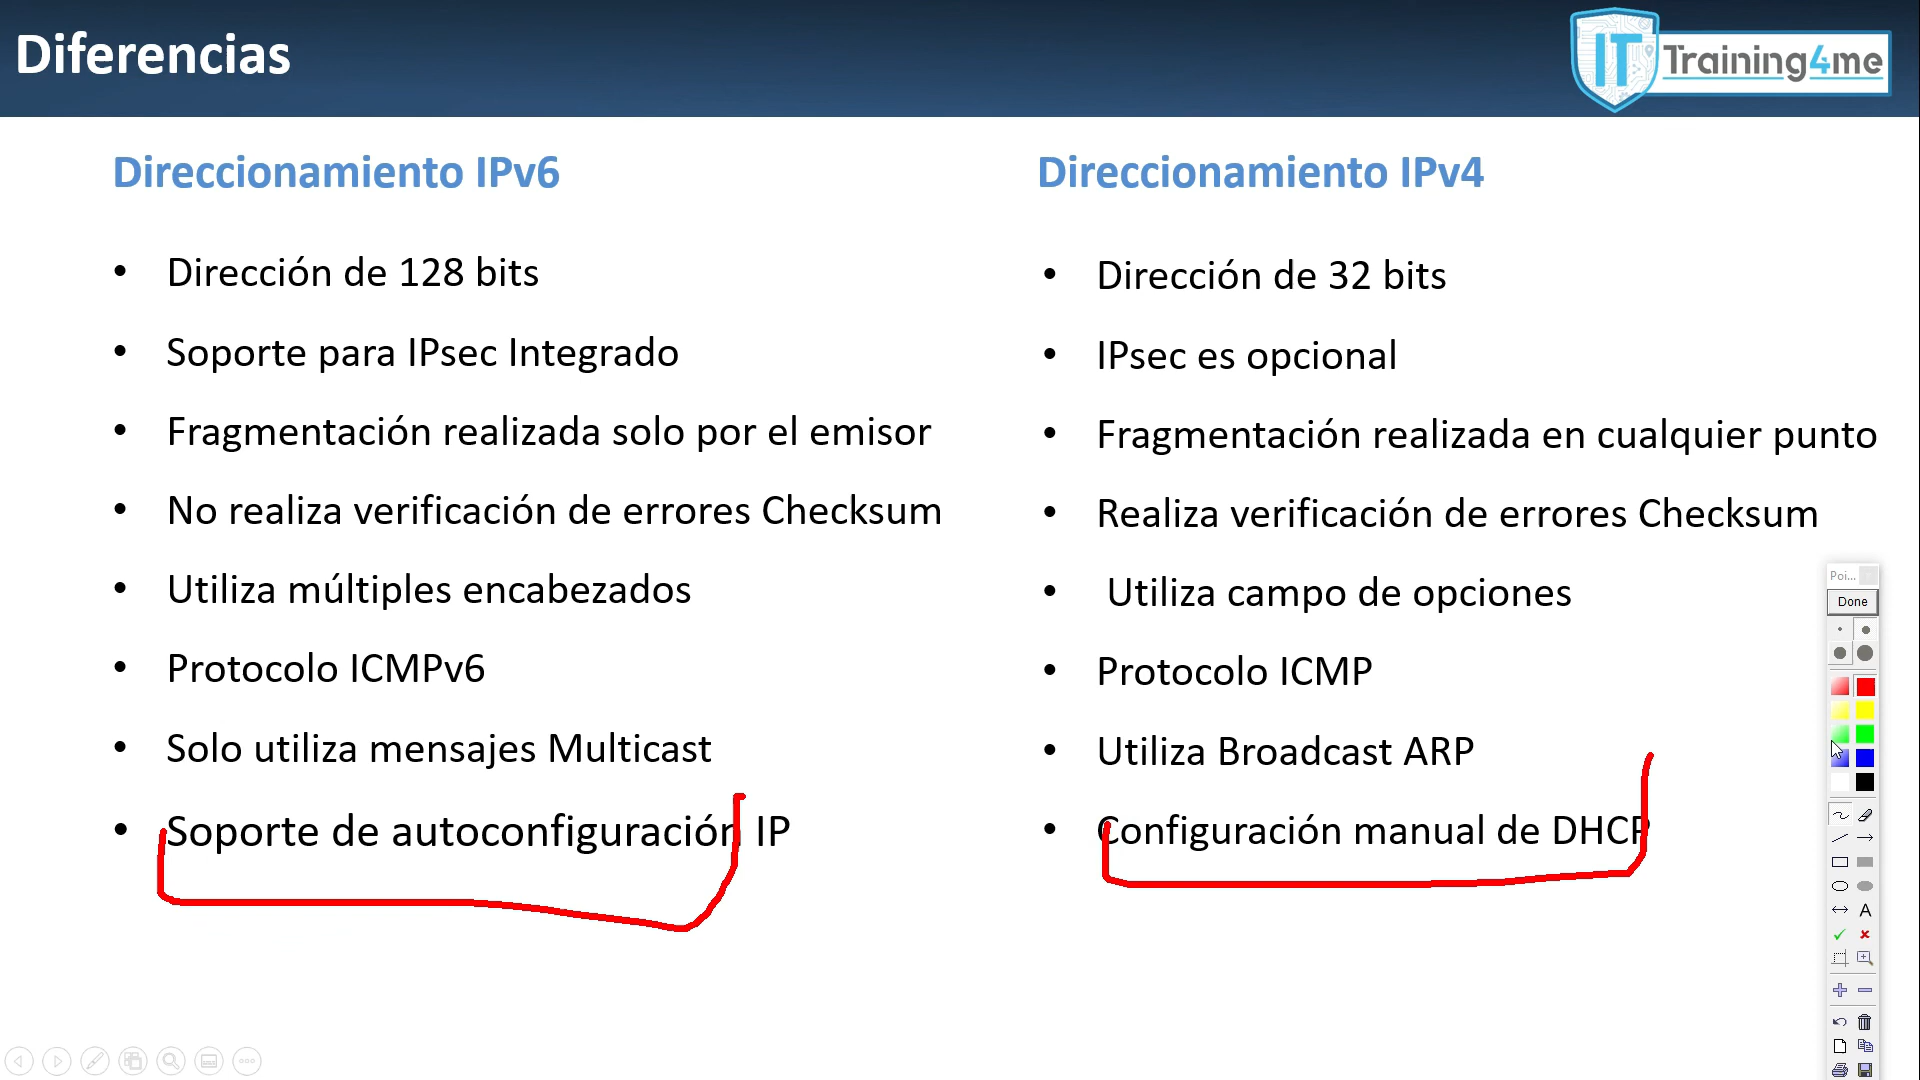 Diferencias
IT Training4me
Direccionamiento IPv6
• Dirección de 128 bits
• Soporte para IPsec Integrado
• Fragmentación realizada solo por el emisor
• No realiza verificación de errores Checksum
• Utiliza múltiples encabezados
• Protocolo ICMPv6
• Solo utiliza mensajes Multicast
• Soporte de autoconfiguración IP
Direccionamiento IPv4
• Dirección de 32 bits
• IPsec es opcional
• Fragmentación realizada en cualquier punto
• Realiza verificación de errores Checksum
• Utiliza campo de opciones
• Protocolo ICMP
• Utiliza Broadcast ARP
• Configuración manual de DHCP
Poi...
Done
A